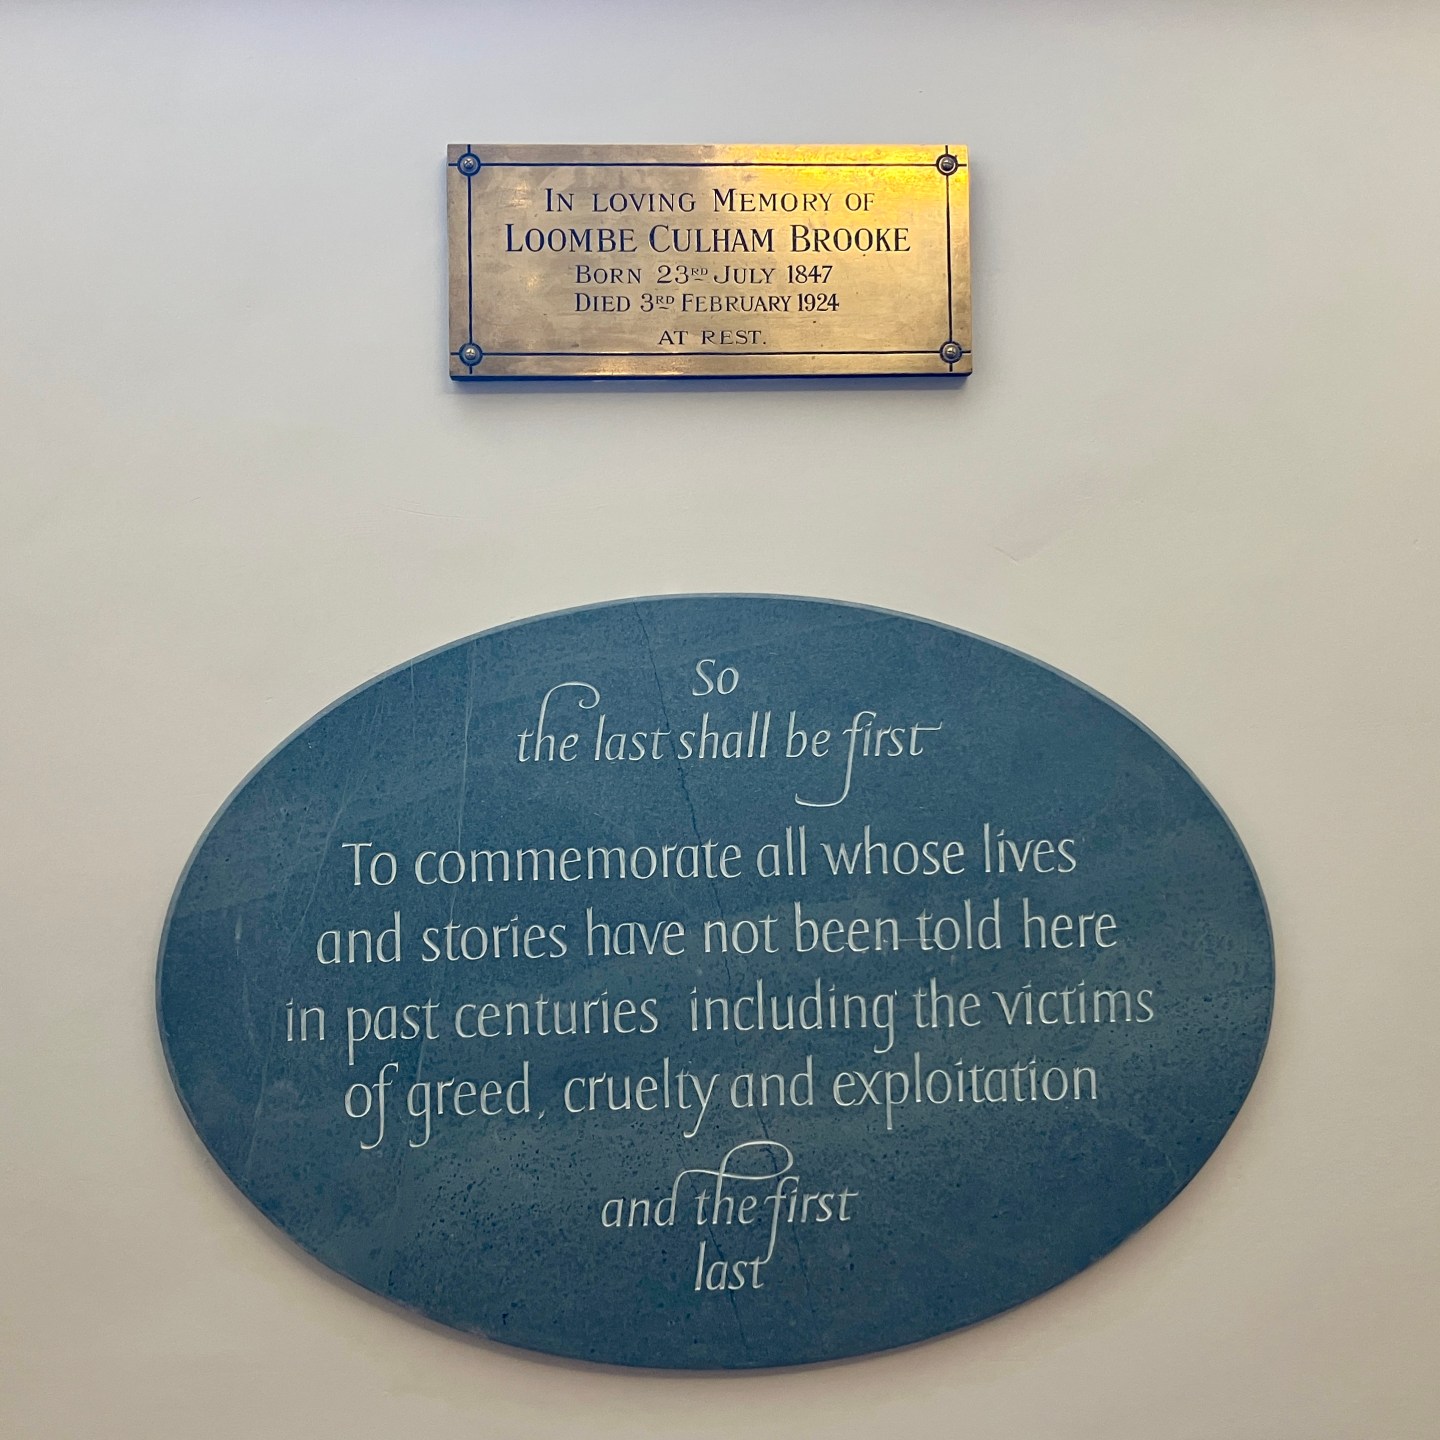 IN LOVING MEMORY OF
LOOMBE CULHAM BROOKE
BORN 23RD JULY 1847
DIED 3RD FEBRUARY 1924
AT REST.
So
the last shall be first
To commemorate all whose lives
and stories have not been told here
in past centuries including the victims
of greed, cruelty and exploitation
and the first
last